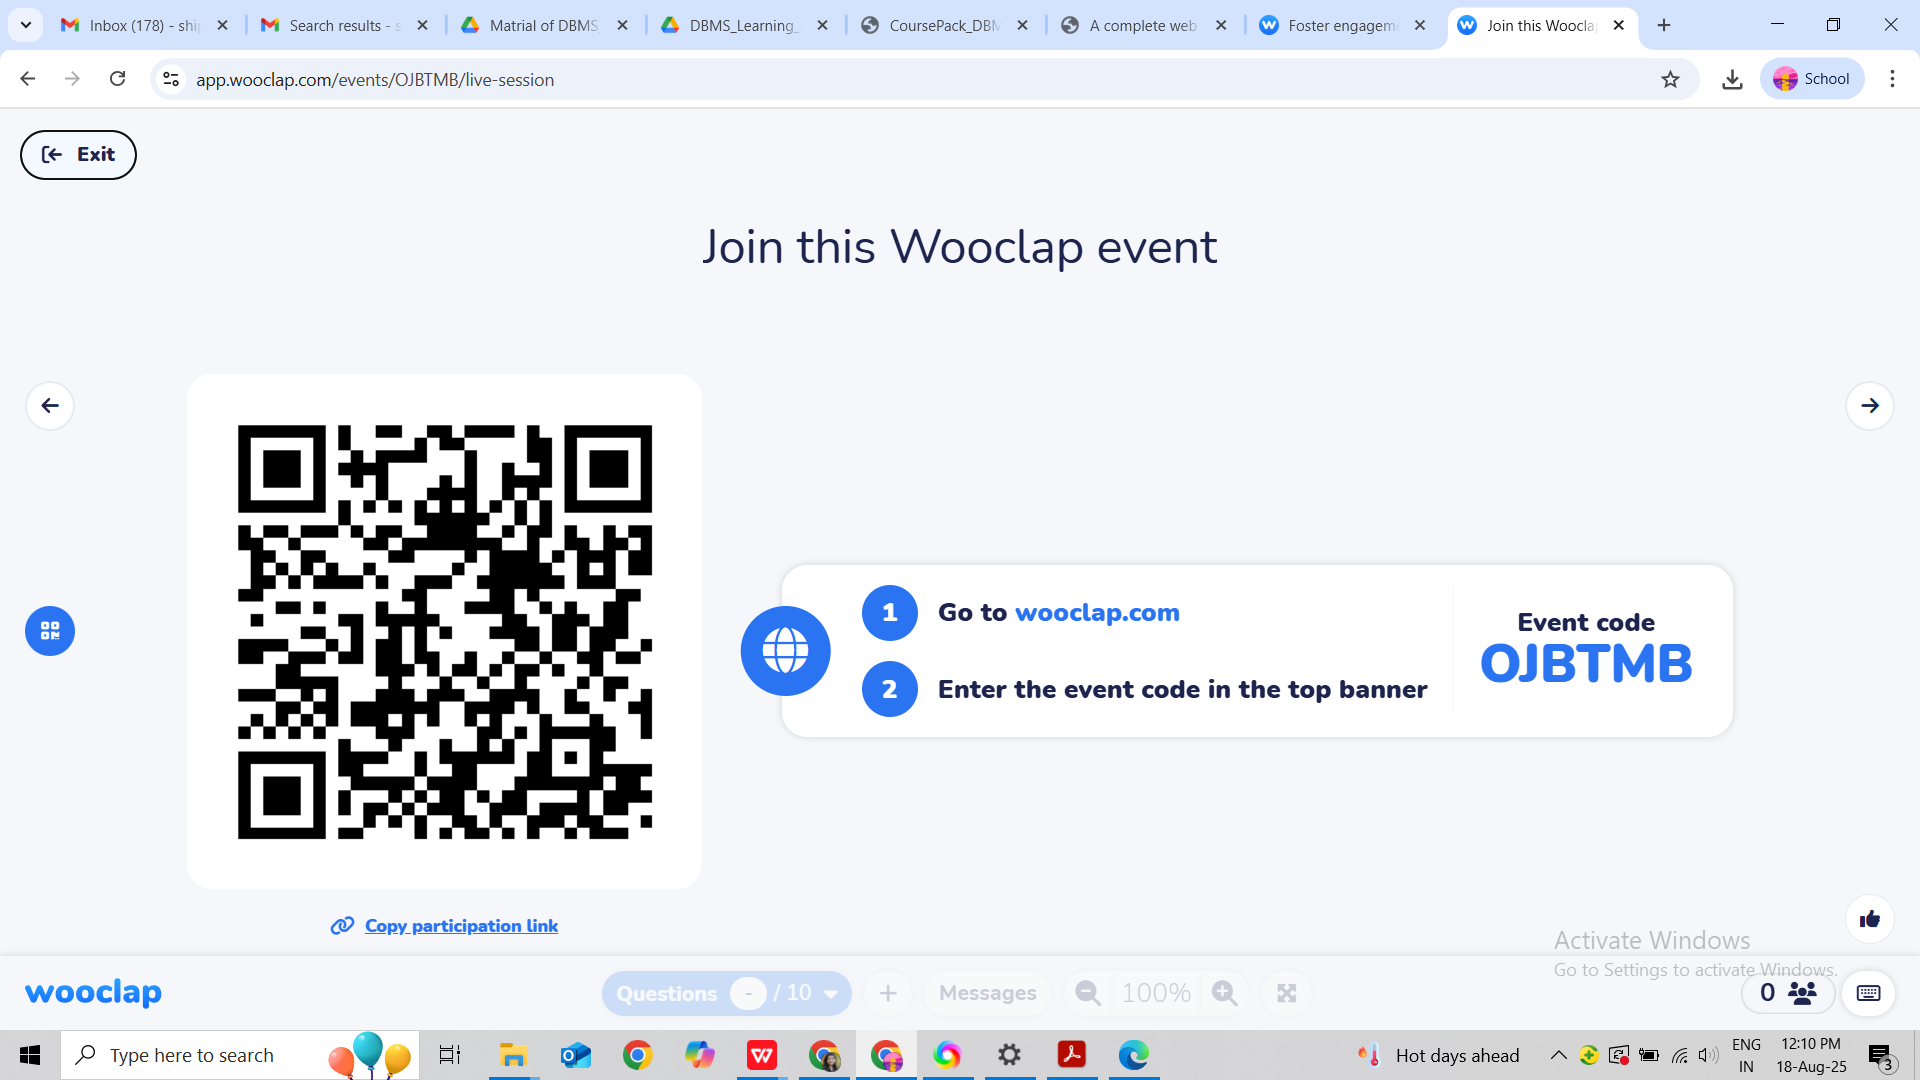 Inbox (178) - shi
Search results - s
Matrial of DBMS
DBMS_Learning_
CoursePack_DBM
A complete web
Foster engagem
Join this Woocla
app.wooclap.com/events/OJBTMB/live-session
School
Exit
Join this Wooclap event
1 Go to wooclap.com
2 Enter the event code in the top banner
Event code
OJBTMB
Copy participation link
Activate Windows
Go to Settings to activate Windows.
wooclap
Questions - / 10
Messages
100%
0
Type here to search
Hot days ahead
ENG
IN
12:10 PM
18-Aug-25
3